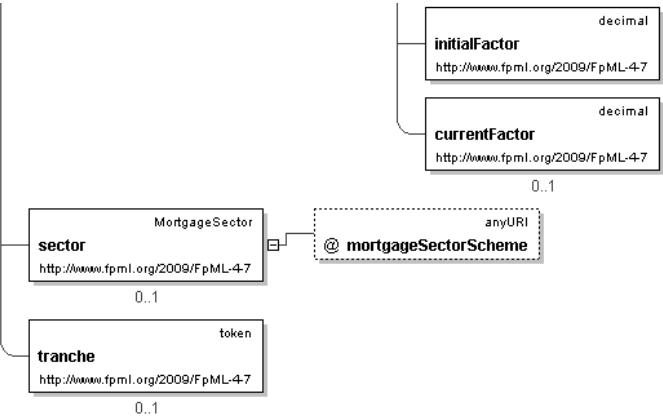 decimal
initialFactor
http://www.fpml.org/2009/FpML-4-7
decimal
currentFactor
http://www.fpml.org/2009/FpML-4-7
0..1
MortgageSector
sector
http://www.fpml.org/2009/FpML-4-7
0..1
anyURI
@ mortgageSectorScheme
token
tranche
http://www.fpml.org/2009/FpML-4-7
0..1